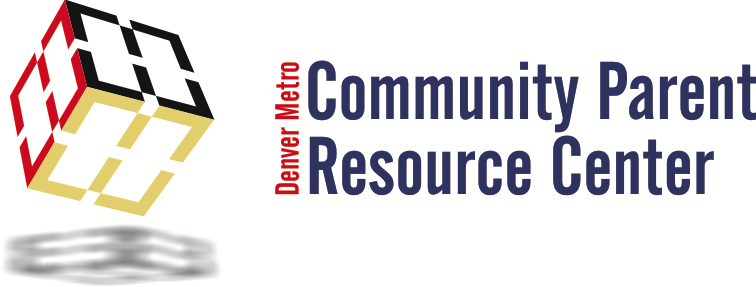 Denver Metro
Community Parent
Resource Center